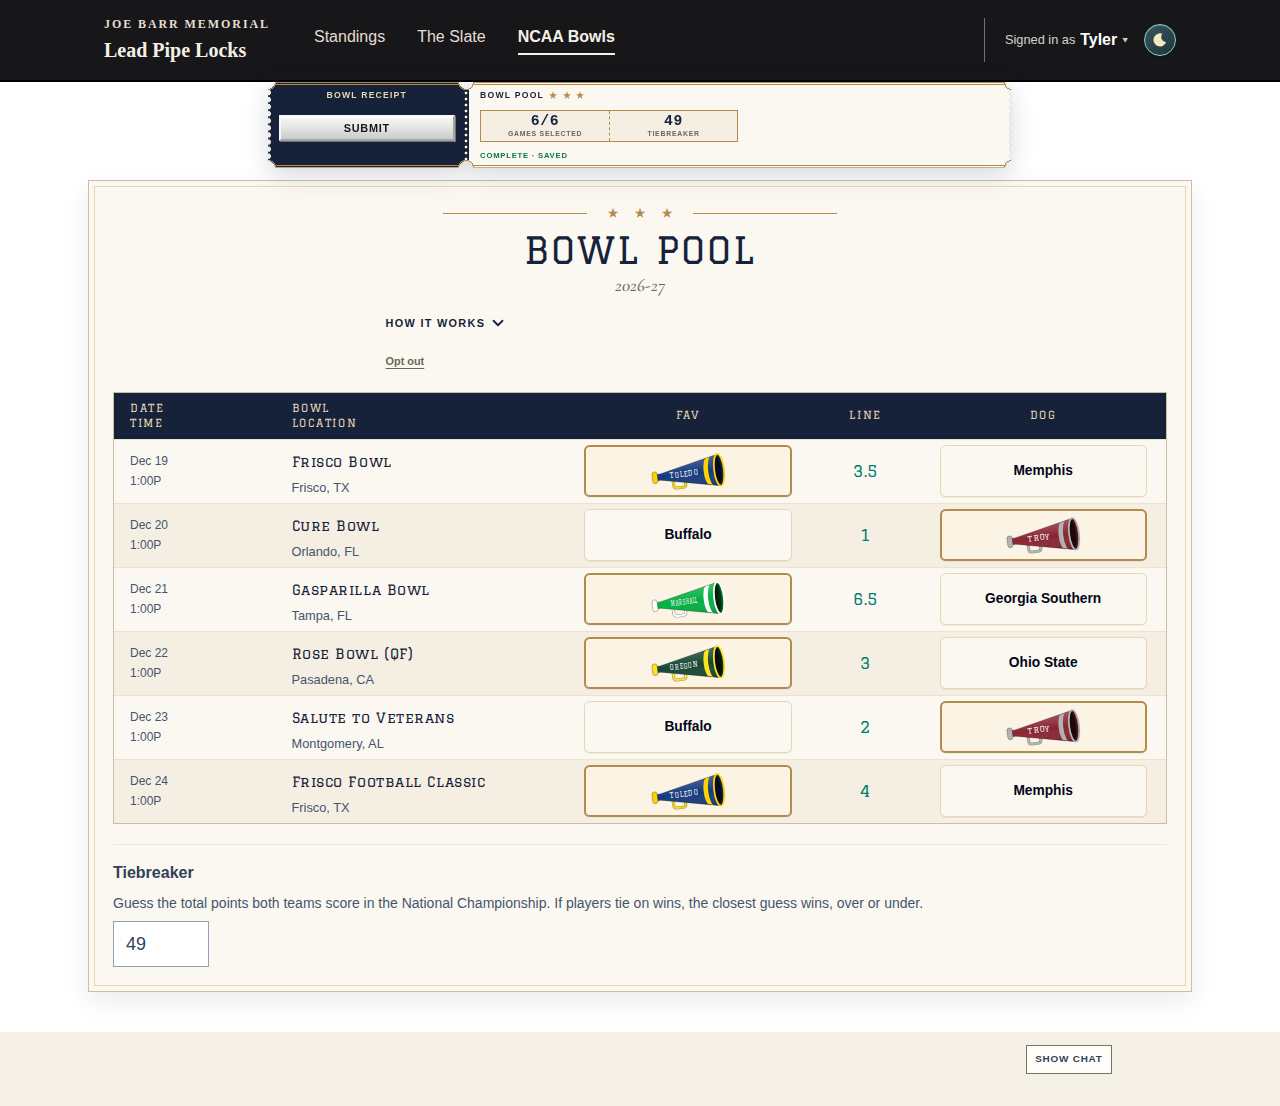 JOE BARR MEMORIAL
Lead Pipe Locks
Standings
The Slate
NCAA Bowls
Signed in as Tyler ▾
BOWL RECEIPT
SUBMIT
BOWL POOL ★ ★ ★
6/6
GAMES SELECTED
49
TIEBREAKER
COMPLETE · SAVED
★ ★ ★
BOWL POOL
2026-27
HOW IT WORKS
Opt out
DATE
TIME
BOWL
LOCATION
FAV
LINE
DOG
Dec 19
1:00P
FRISCO BOWL
Frisco, TX
TOLEDO
3.5
Memphis
Dec 20
1:00P
CURE BOWL
Orlando, FL
Buffalo
1
TROY
Dec 21
1:00P
GASPARILLA BOWL
Tampa, FL
MARSHALL
6.5
Georgia Southern
Dec 22
1:00P
ROSE BOWL (QF)
Pasadena, CA
OREGON
3
Ohio State
Dec 23
1:00P
SALUTE TO VETERANS
Montgomery, AL
Buffalo
2
TROY
Dec 24
1:00P
FRISCO FOOTBALL CLASSIC
Frisco, TX
TOLEDO
4
Memphis
Tiebreaker
Guess the total points both teams score in the National Championship. If players tie on wins, the closest guess wins, over or under.
49
SHOW CHAT